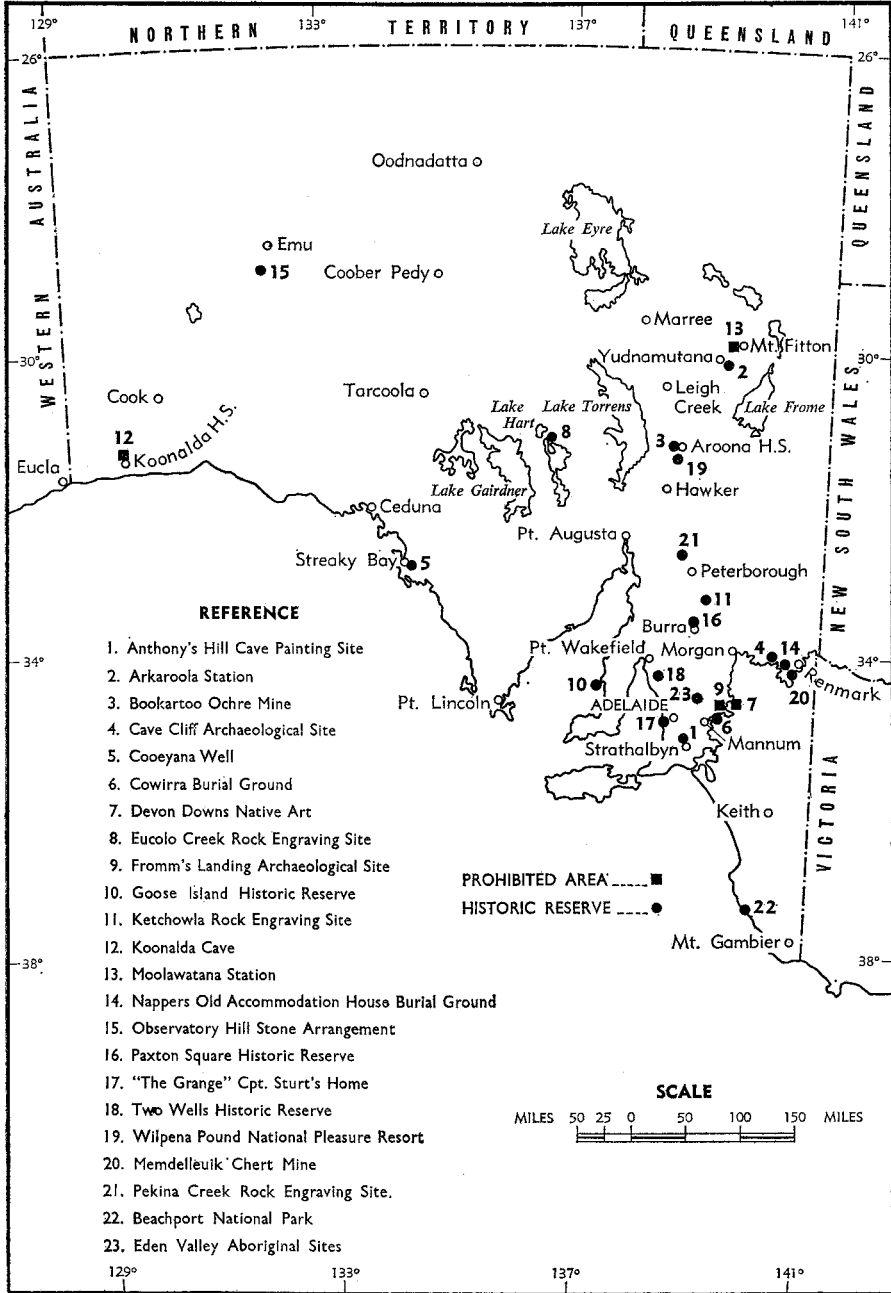 129° 133° 137° 141°
NORTHERN TERRITORY QUEENSLAND
26° 26°
WESTERN AUSTRALIA
QUEENSLAND
Oodnadatta
Lake Eyre
Emu
15
Coober Pedy
Marree
13
Mt. Fitton
30° 30°
Yudnamutana
2
Leigh
Creek
Cook
Tarcoola
Lake
Hart
Lake Torrens
Lake Frome
8
12
Koonalda H.S.
3
Aroona H.S.
19
Eucla
Lake Gairdner
Hawker
NEW SOUTH WALES
Ceduna
Pt. Augusta
21
Streaky Bay
5
Peterborough
11
16
Burra
Pt. Wakefield
Morgan
4 14
34° 34°
18
Renmark
20
10
Pt. Lincoln
23
9
7
ADELAIDE
17
1
6
Strathalbyn
Mannum
Keith
VICTORIA
22
Mt. Gambier
38° 38°
REFERENCE
1. Anthony's Hill Cave Painting Site
2. Arkaroola Station
3. Bookartoo Ochre Mine
4. Cave Cliff Archaeological Site
5. Cooeyana Well
6. Cowirra Burial Ground
7. Devon Downs Native Art
8. Eucolo Creek Rock Engraving Site
9. Fromm's Landing Archaeological Site
10. Goose Island Historic Reserve
11. Ketchowla Rock Engraving Site
12. Koonalda Cave
13. Moolawatana Station
14. Nappers Old Accommodation House Burial Ground
15. Observatory Hill Stone Arrangement
16. Paxton Square Historic Reserve
17. "The Grange" Cpt. Sturt's Home
18. Two Wells Historic Reserve
19. Wilpena Pound National Pleasure Resort
20. Memdelleuik Chert Mine
21. Pekina Creek Rock Engraving Site.
22. Beachport National Park
23. Eden Valley Aboriginal Sites
PROHIBITED AREA
HISTORIC RESERVE
SCALE
MILES 50 25 0 50 100 150 MILES
129° 133° 137° 141°